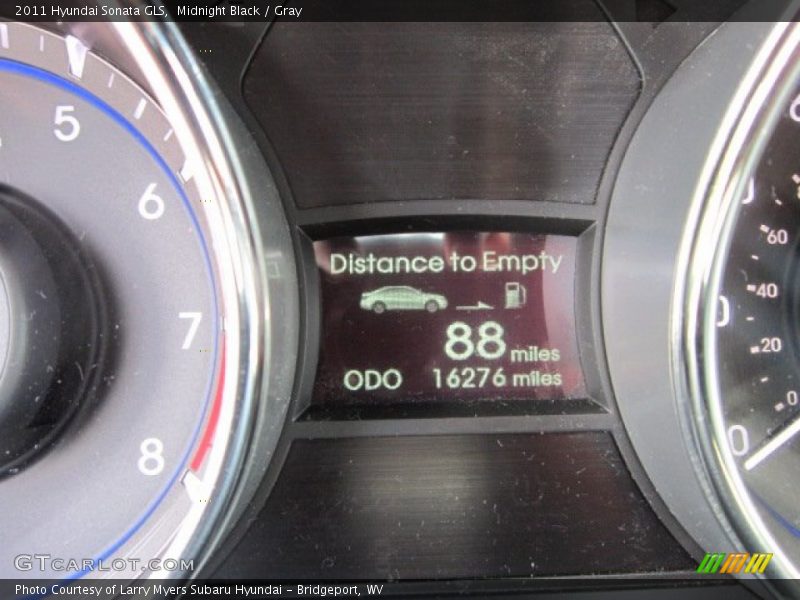 2011 Hyundai Sonata GLS, Midnight Black / Gray
5
6
7
8
Distance to Empty
88 miles
ODO 16276 miles
60
40
20
0
0
GTCARLOT.COM
Photo Courtesy of Larry Myers Subaru Hyundai - Bridgeport, WV